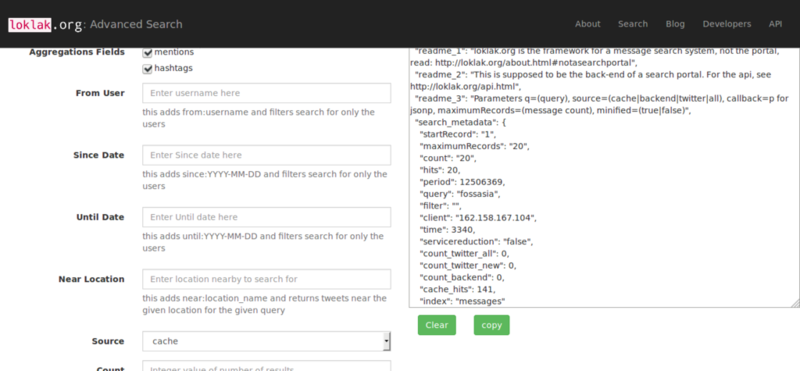 loklak.org: Advanced Search
About Search Blog Developers API
Aggregations Fields
mentions
hashtags
From User
Enter username here
this adds from:username and filters search for only the
users
Since Date
Enter Since date here
this adds since:YYYY-MM-DD and filters search for only the
users
Until Date
Enter Until date here
this adds until:YYYY-MM-DD and filters search for only the
users
Near Location
Enter location nearby to search for
this adds near:location_name and returns tweets near the
given location for the given query
Source
cache
Count
Integer value of number of results
"readme_1": "loklak.org is the framework for a message search system, not the portal,
read: http://loklak.org/about.html#notasearchportal",
"readme_2": "This is supposed to be the back-end of a search portal. For the api, see
http://loklak.org/api.html",
"readme_3": "Parameters q=(query), source=(cache|backend|twitter|all), callback=p for
jsonp, maximumRecords=(message count), minified=(true|false)",
"search_metadata": {
"startRecord": "1",
"maximumRecords": "20",
"count": "20",
"hits": 20,
"period": 12506369,
"query": "fossasia",
"filter": "",
"client": "162.158.167.104",
"time": 3340,
"servicereduction": "false",
"count_twitter_all": 0,
"count_twitter_new": 0,
"count_backend": 0,
"cache_hits": 141,
"index": "messages"
Clear
copy